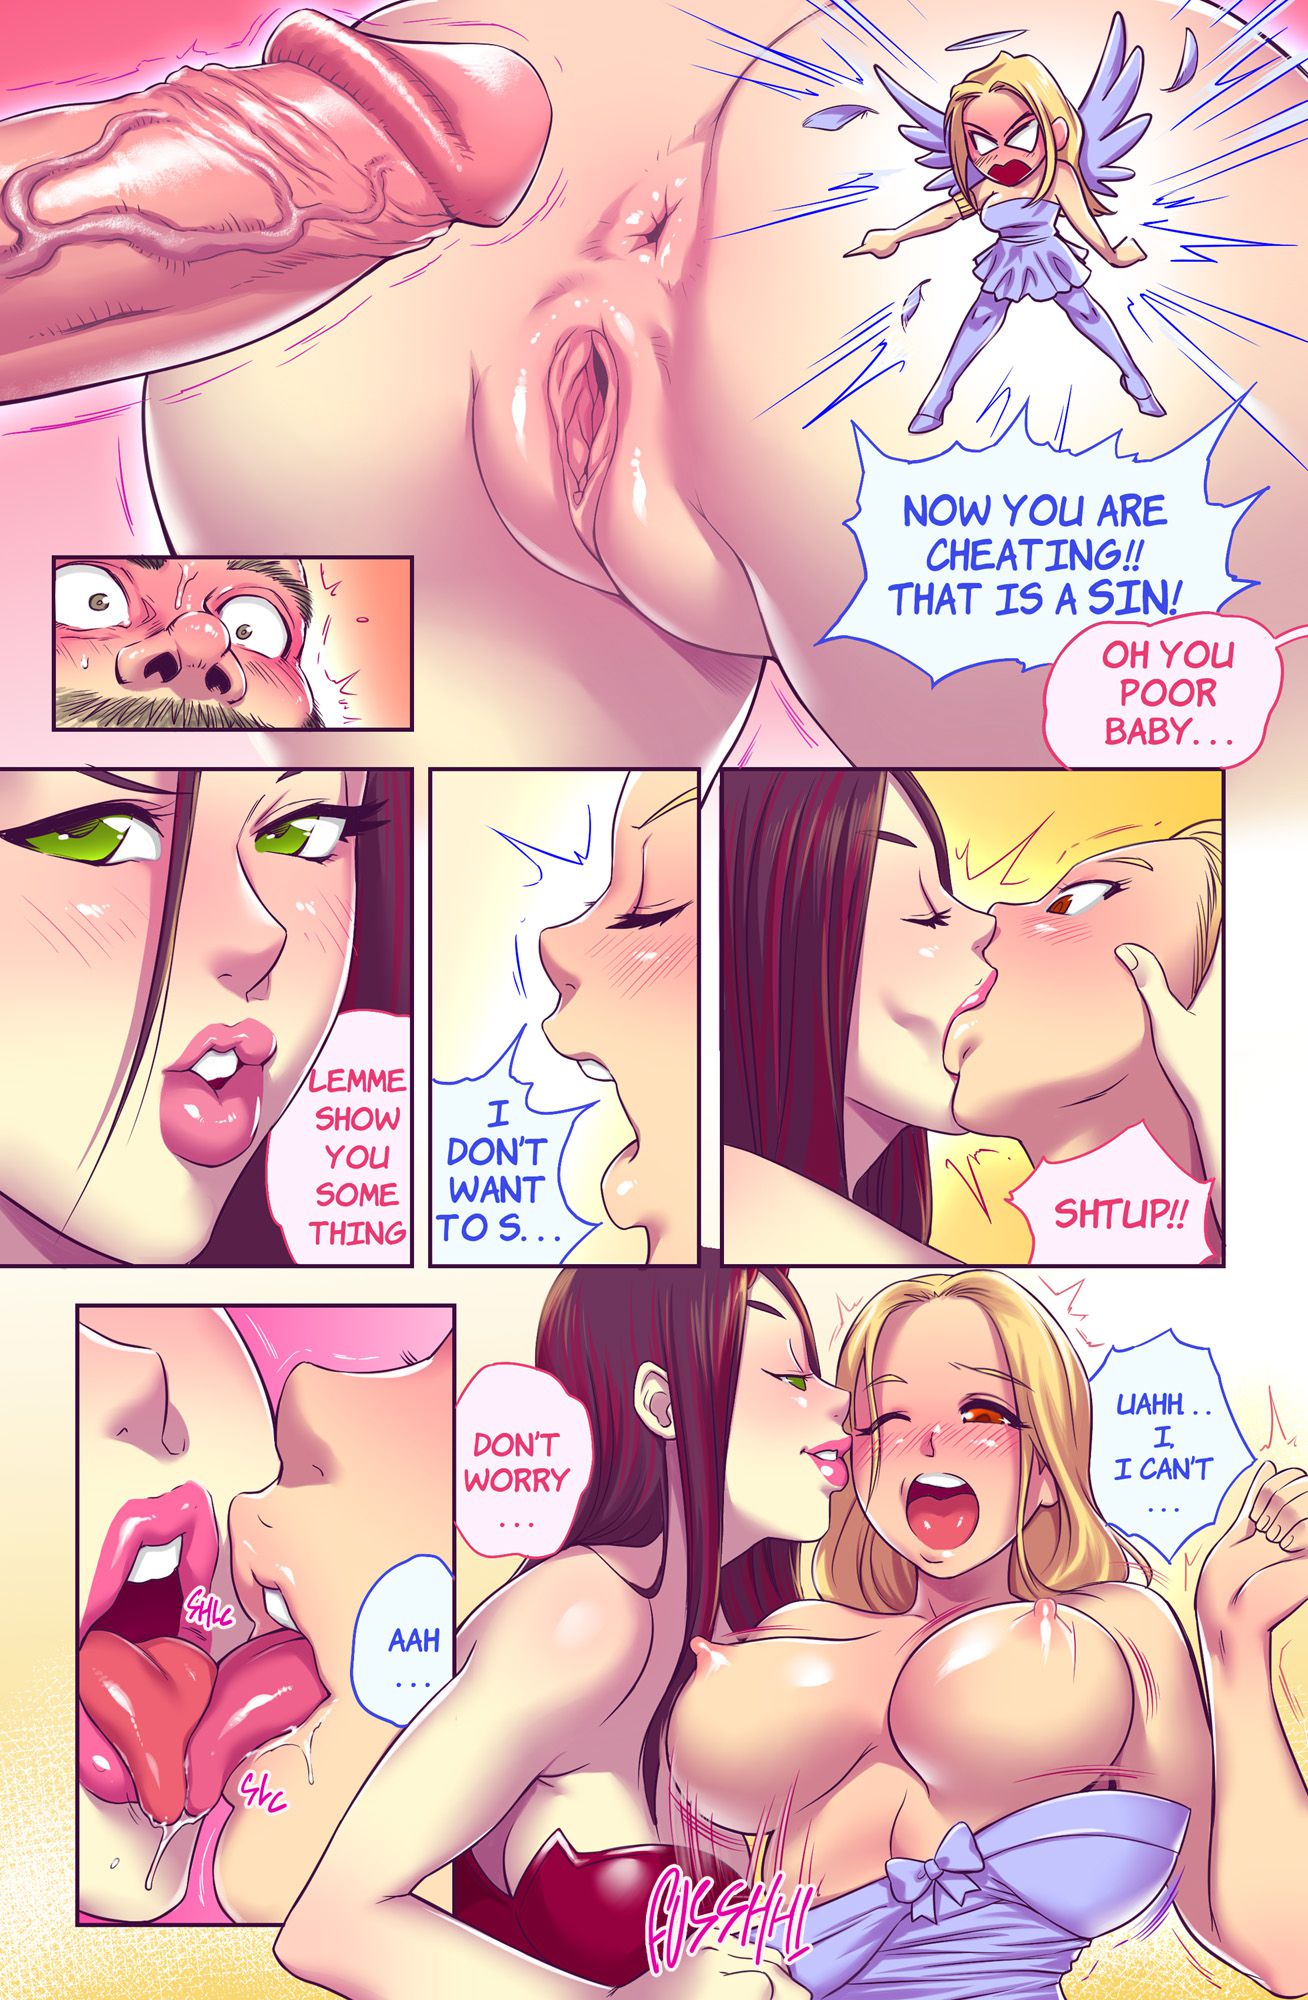 NOW YOU ARE
CHEATING!!
THAT IS A SIN!
OH YOU
POOR
BABY...
LEMME
SHOW
YOU
SOME
THING
I
DON'T
WANT
TO S...
SHTUP!!
SHLC
SLC
AAH
...
DON'T
WORRY
...
UAHH...
I,
I CAN'T
...